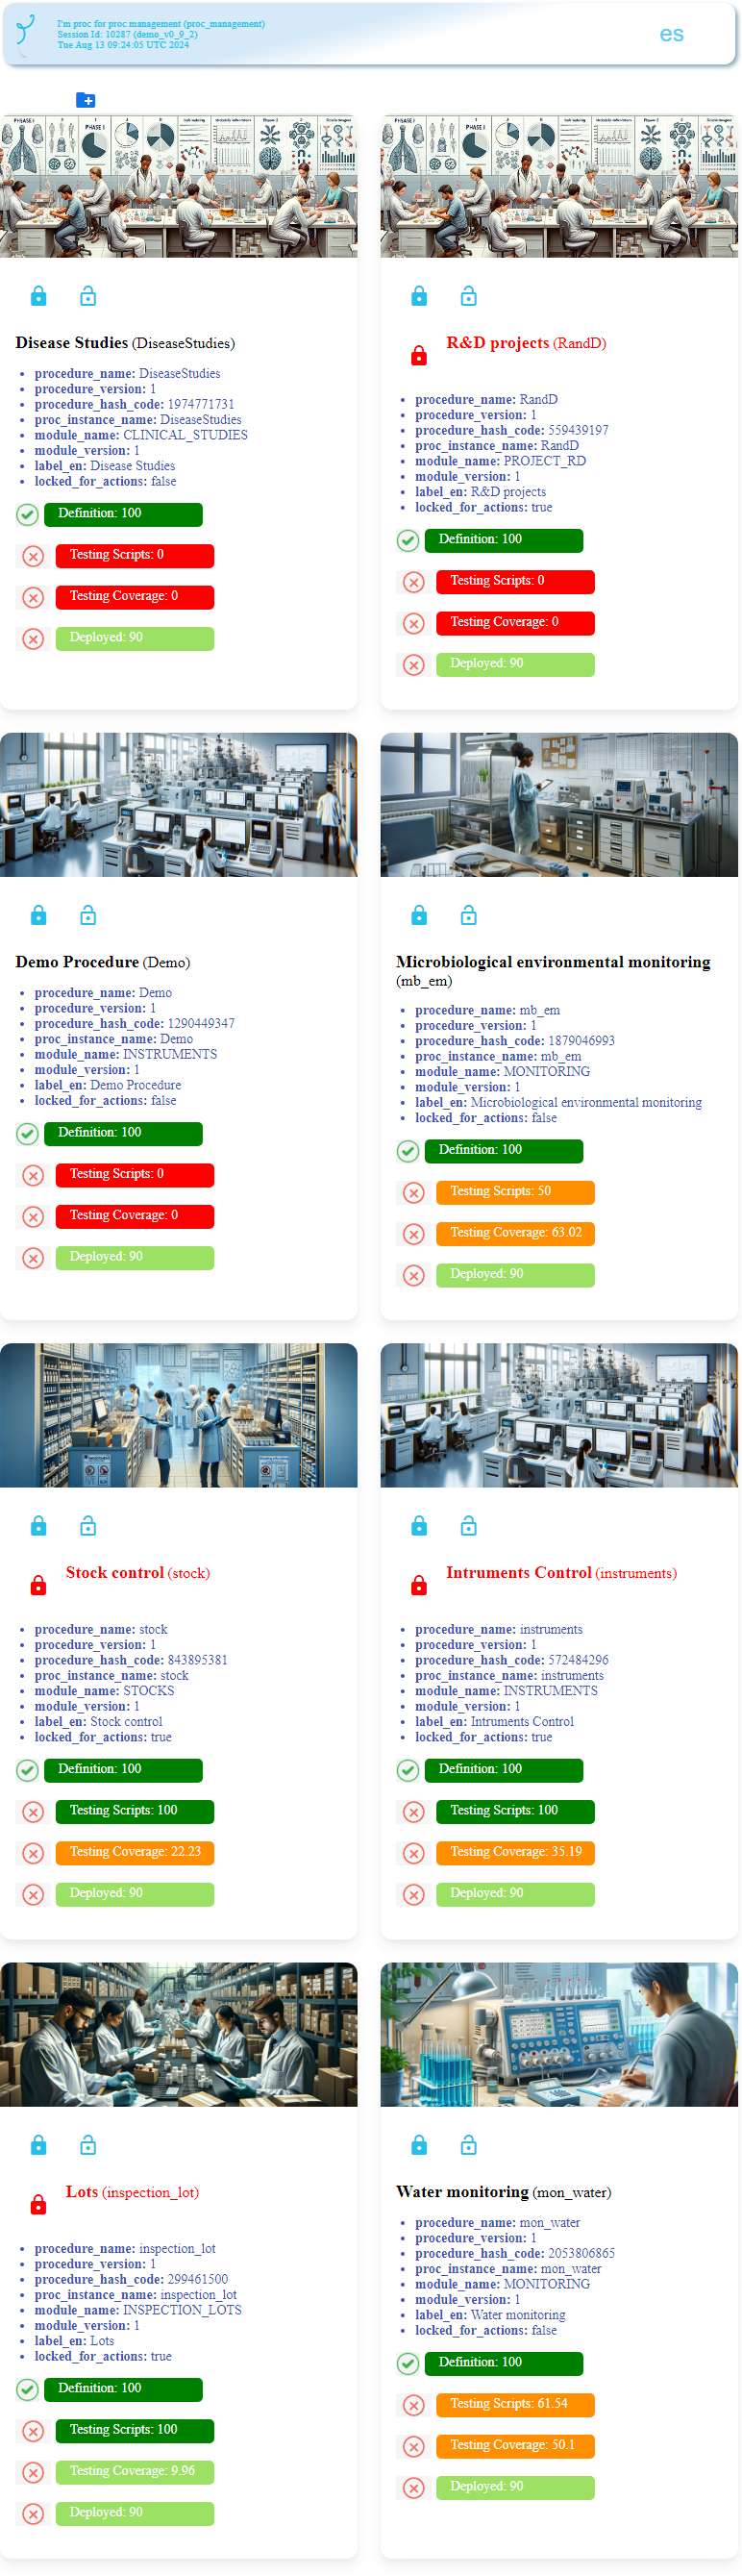 I'm proc for proc management (proc_management)
Session Id: 10287 (demo_v0_9_2)
Tue Aug 13 09:24:05 UTC 2024
es
PHASE I
PHASE I
Disease Studies (DiseaseStudies)
procedure_name: DiseaseStudies
procedure_version: 1
procedure_hash_code: 1974771731
proc_instance_name: DiseaseStudies
module_name: CLINICAL_STUDIES
module_version: 1
label_en: Disease Studies
locked_for_actions: false
Definition: 100
Testing Scripts: 0
Testing Coverage: 0
Deployed: 90
R&D projects (RandD)
procedure_name: RandD
procedure_version: 1
procedure_hash_code: 559439197
proc_instance_name: RandD
module_name: PROJECT_RD
module_version: 1
label_en: R&D projects
locked_for_actions: true
Definition: 100
Testing Scripts: 0
Testing Coverage: 0
Deployed: 90
Demo Procedure (Demo)
procedure_name: Demo
procedure_version: 1
procedure_hash_code: 1290449347
proc_instance_name: Demo
module_name: INSTRUMENTS
module_version: 1
label_en: Demo Procedure
locked_for_actions: false
Definition: 100
Testing Scripts: 0
Testing Coverage: 0
Deployed: 90
Microbiological environmental monitoring
(mb_em)
procedure_name: mb_em
procedure_version: 1
procedure_hash_code: 1879046993
proc_instance_name: mb_em
module_name: MONITORING
module_version: 1
label_en: Microbiological environmental monitoring
locked_for_actions: false
Definition: 100
Testing Scripts: 50
Testing Coverage: 63.02
Deployed: 90
Stock control (stock)
procedure_name: stock
procedure_version: 1
procedure_hash_code: 843895381
proc_instance_name: stock
module_name: STOCKS
module_version: 1
label_en: Stock control
locked_for_actions: true
Definition: 100
Testing Scripts: 100
Testing Coverage: 22.23
Deployed: 90
Intruments Control (instruments)
procedure_name: instruments
procedure_version: 1
procedure_hash_code: 572484296
proc_instance_name: instruments
module_name: INSTRUMENTS
module_version: 1
label_en: Intruments Control
locked_for_actions: true
Definition: 100
Testing Scripts: 100
Testing Coverage: 35.19
Deployed: 90
Lots (inspection_lot)
procedure_name: inspection_lot
procedure_version: 1
procedure_hash_code: 299461500
proc_instance_name: inspection_lot
module_name: INSPECTION_LOTS
module_version: 1
label_en: Lots
locked_for_actions: true
Definition: 100
Testing Scripts: 100
Testing Coverage: 9.96
Deployed: 90
Water monitoring (mon_water)
procedure_name: mon_water
procedure_version: 1
procedure_hash_code: 2053806865
proc_instance_name: mon_water
module_name: MONITORING
module_version: 1
label_en: Water monitoring
locked_for_actions: false
Definition: 100
Testing Scripts: 61.54
Testing Coverage: 50.1
Deployed: 90